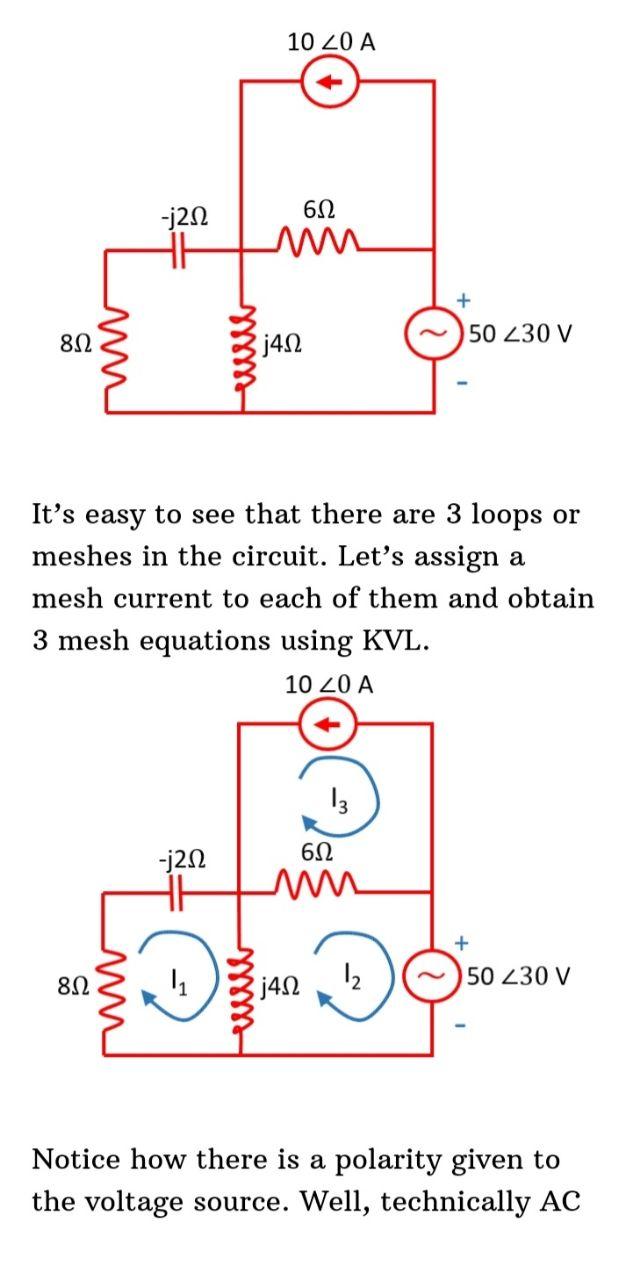 10 ∠0 A
-j2Ω
6Ω
8Ω
j4Ω
+
50 ∠30 V
-
It's easy to see that there are 3 loops or
meshes in the circuit. Let's assign a
mesh current to each of them and obtain
3 mesh equations using KVL.
10 ∠0 A
I3
-j2Ω
6Ω
8Ω
I1
j4Ω
I2
+
50 ∠30 V
-
Notice how there is a polarity given to
the voltage source. Well, technically AC